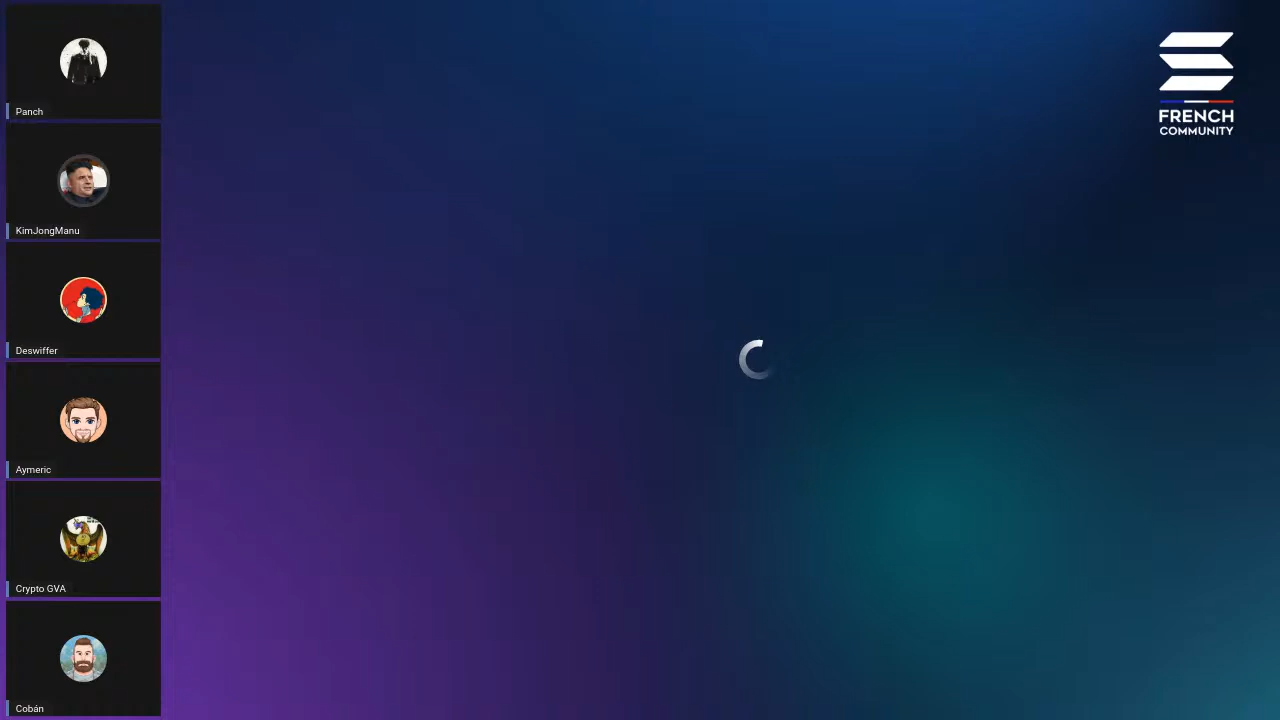 Panch
KimJongManu
Deswiffer
Aymeric
Crypto GVA
Cobán
FRENCH
COMMUNITY